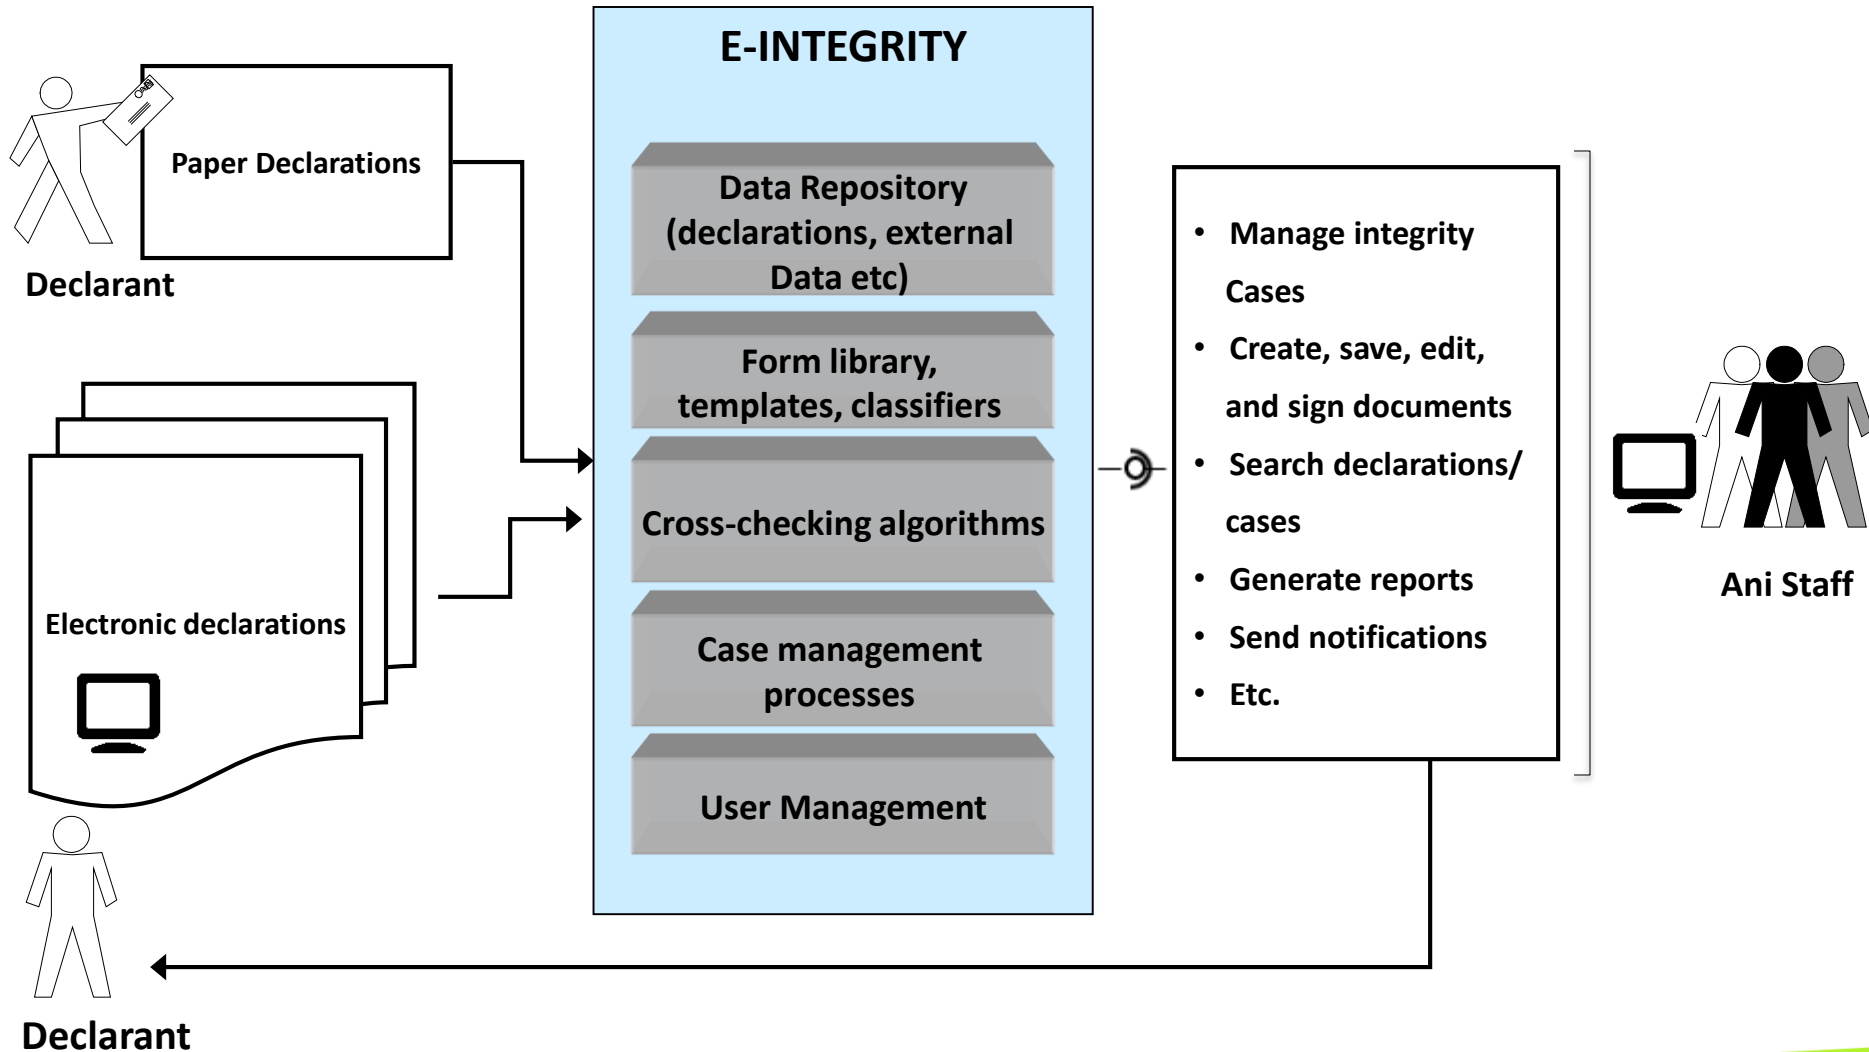 E-INTEGRITY
Paper Declarations
Declarant
Electronic declarations
Declarant
Data Repository
(declarations, external
Data etc)
Form library,
templates, classifiers
Cross-checking algorithms
Case management
processes
User Management
• Manage integrity
Cases
• Create, save, edit,
and sign documents
• Search declarations/
cases
• Generate reports
• Send notifications
• Etc.
Ani Staff